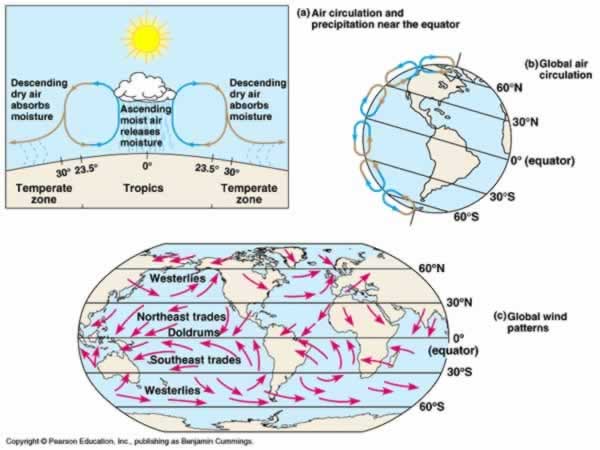 (a) Air circulation and
precipitation near the equator
Descending
dry air
absorbs
moisture
Ascending
moist air
releases
moisture
Descending
dry air
absorbs
moisture
30° 23.5° 0° 23.5° 30°
Temperate
zone
Tropics
Temperate
zone
(b) Global air
circulation
60°N
30°N
0° (equator)
30°S
60°S
60°N
Westerlies
30°N
Northeast trades
(c) Global wind
patterns
Doldrums
0°
(equator)
Southeast trades
30°S
Westerlies
60°S
Copyright © Pearson Education, Inc., publishing as Benjamin Cummings.